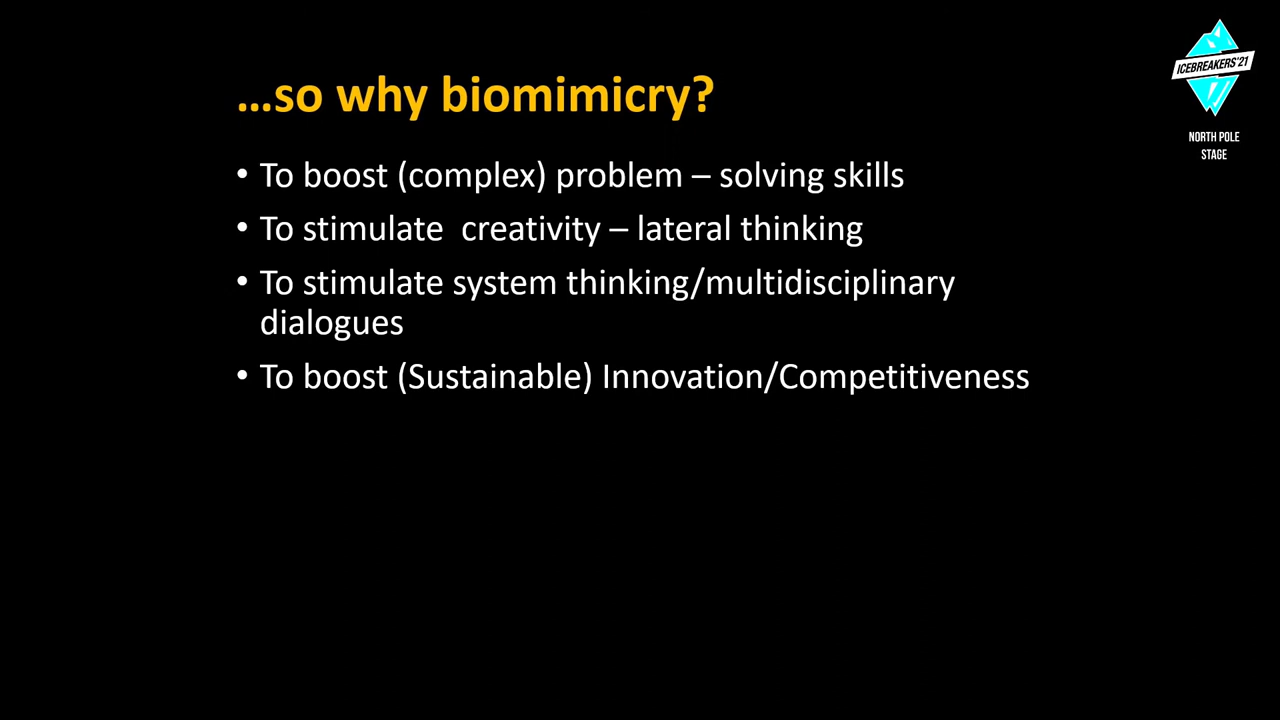 …so why biomimicry?
• To boost (complex) problem – solving skills
• To stimulate  creativity – lateral thinking
• To stimulate system thinking/multidisciplinary
dialogues
• To boost (Sustainable) Innovation/Competitiveness
ICEBREAKERS'21
NORTH POLE
STAGE